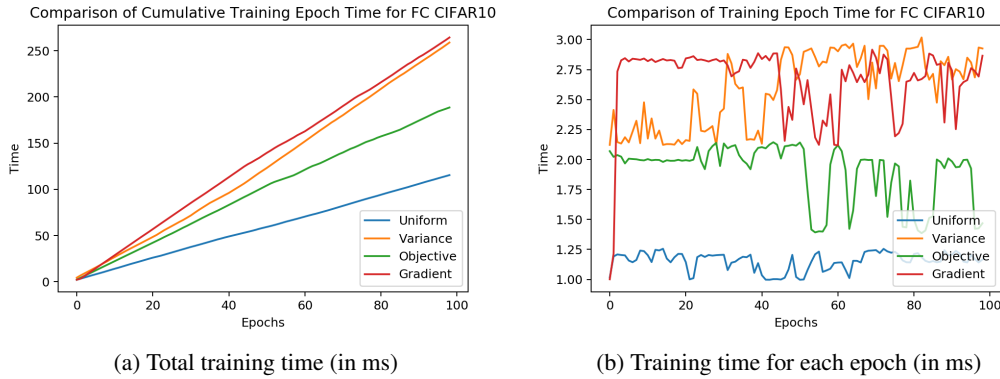 Comparison of Cumulative Training Epoch Time for FC CIFAR10
250
200
150
100
50
0
Time
0 20 40 60 80 100
Epochs
Uniform
Variance
Objective
Gradient
(a) Total training time (in ms)
Comparison of Training Epoch Time for FC CIFAR10
3.00
2.75
2.50
2.25
2.00
1.75
1.50
1.25
1.00
Time
0 20 40 60 80 100
Epochs
Uniform
Variance
Objective
Gradient
(b) Training time for each epoch (in ms)